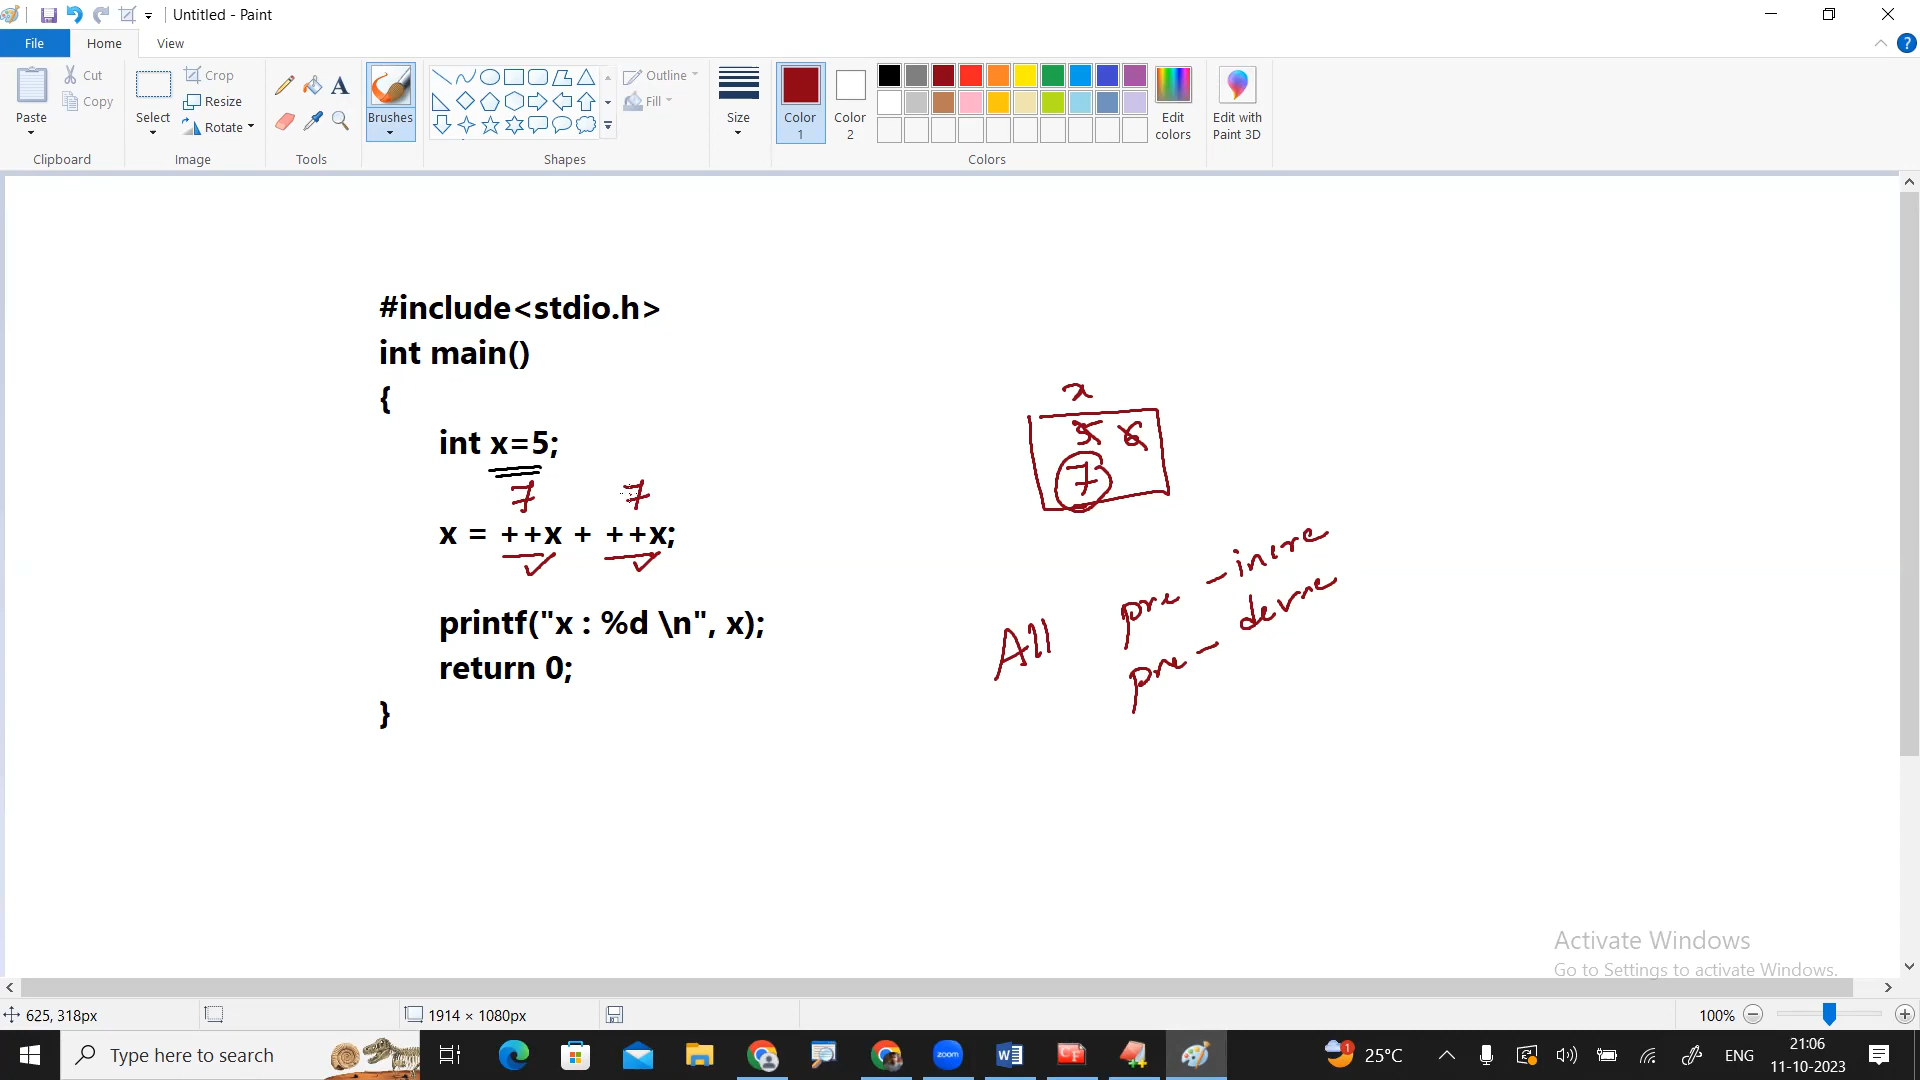 Untitled - Paint
File
Home
View
Paste
Cut
Copy
Clipboard
Select
Crop
Resize
Rotate
Image
Tools
Brushes
Outline
Fill
Shapes
Size
Color
1
Color
2
Edit
colors
Colors
Edit with
Paint 3D
#include<stdio.h>
int main()
{
int x=5;
7 7
x = ++x + ++x;
printf("x : %d \n", x);
return 0;
}
x
5 6
7
All
pre - incre
pre - decre
Activate Windows
Go to Settings to activate Windows.
625, 318px
1914 × 1080px
100%
Type here to search
zoom
25°C
ENG
21:06
11-10-2023